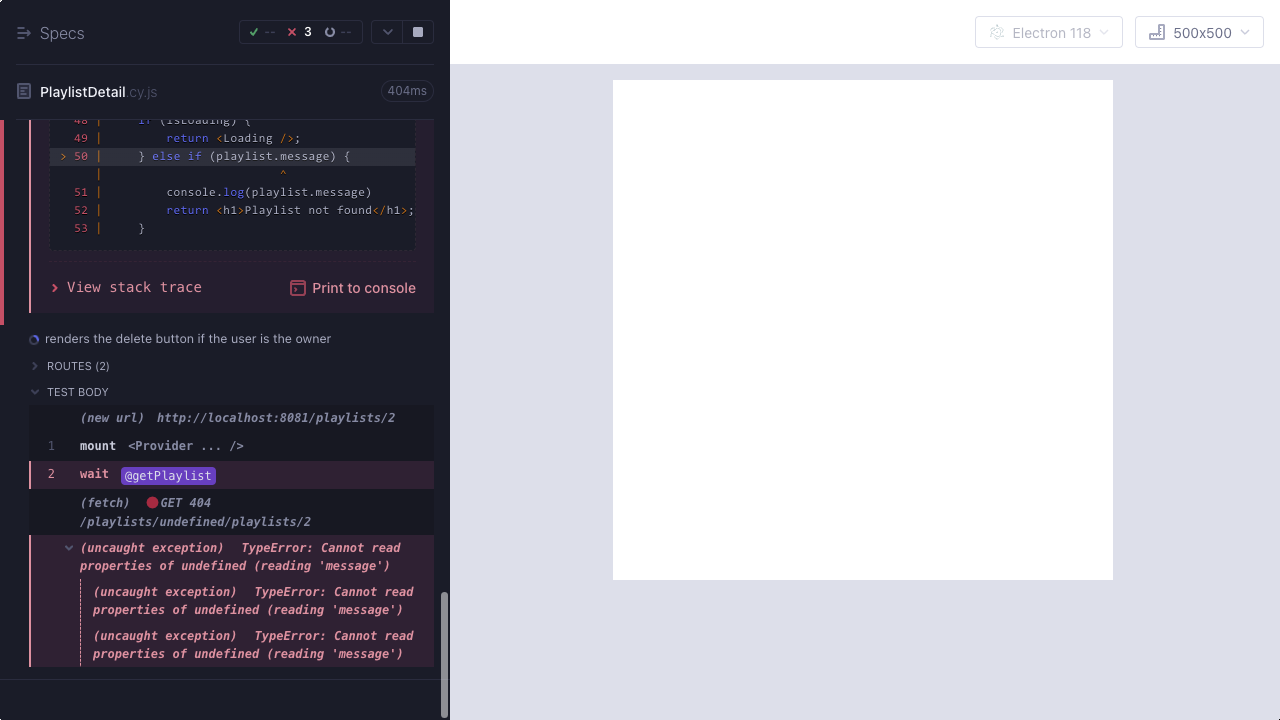 Specs
-- 3 --
Electron 118
500x500
PlaylistDetail.cy.js
404ms
48 | if (isLoading) {
49 | return <Loading />;
> 50 | } else if (playlist.message) {
| ^
51 | console.log(playlist.message)
52 | return <h1>Playlist not found</h1>;
53 | }
View stack trace
Print to console
renders the delete button if the user is the owner
ROUTES (2)
TEST BODY
(new url) http://localhost:8081/playlists/2
1 mount <Provider ... />
2 wait @getPlaylist
(fetch) GET 404
/playlists/undefined/playlists/2
(uncaught exception) TypeError: Cannot read
properties of undefined (reading 'message')
(uncaught exception) TypeError: Cannot read
properties of undefined (reading 'message')
(uncaught exception) TypeError: Cannot read
properties of undefined (reading 'message')